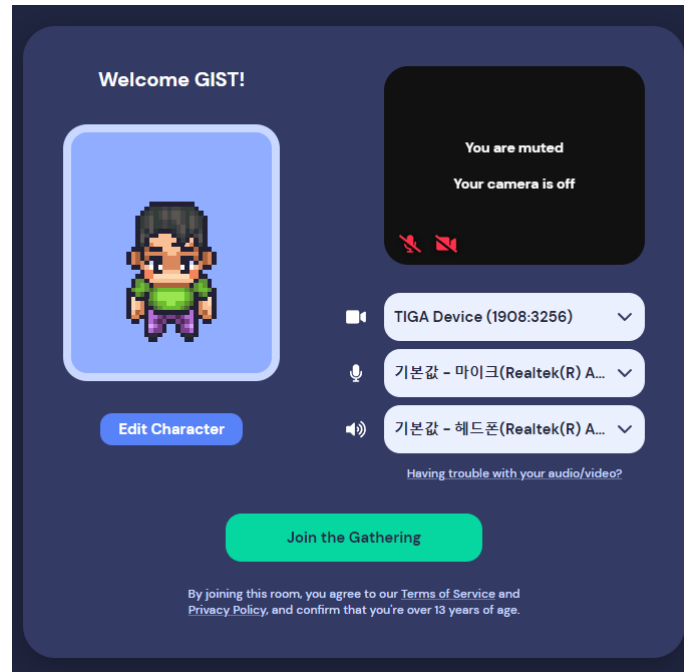 Welcome GIST!
You are muted
Your camera is off
TIGA Device (1908:3256)
기본값 - 마이크(Realtek(R) A...
Edit Character
기본값 - 헤드폰(Realtek(R) A...
Having trouble with your audio/video?
Join the Gathering
By joining this room, you agree to our Terms of Service and
Privacy Policy, and confirm that you're over 13 years of age.